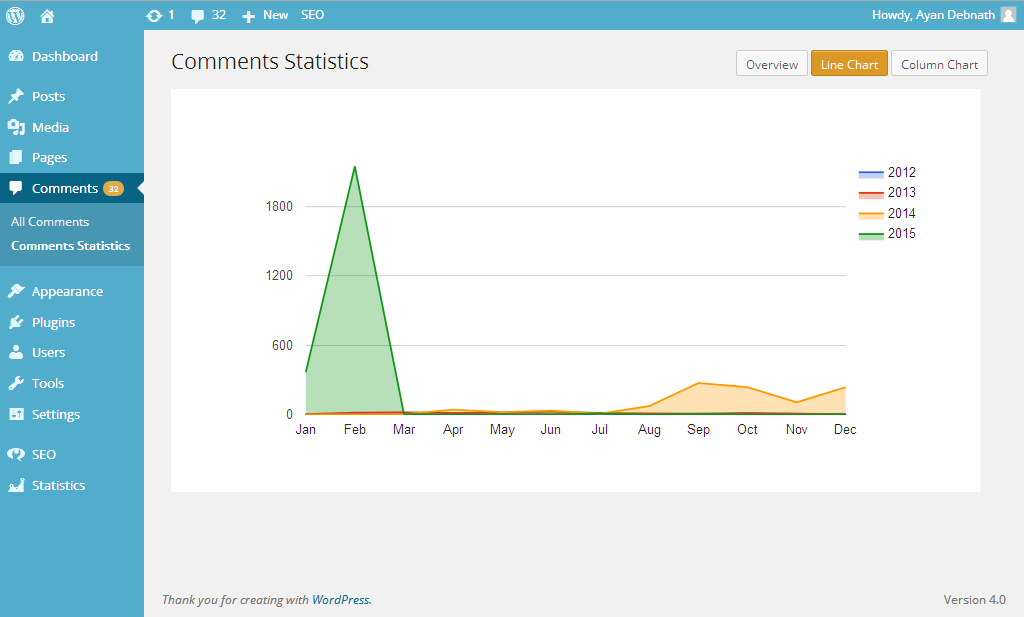 1 32 New SEO Howdy, Ayan Debnath
Dashboard
Posts
Media
Pages
Comments 32
All Comments
Comments Statistics
Appearance
Plugins
Users
Tools
Settings
SEO
Statistics
Comments Statistics
Overview Line Chart Column Chart
2012
2013
2014
2015
1800
1200
600
0
Jan Feb Mar Apr May Jun Jul Aug Sep Oct Nov Dec
Thank you for creating with WordPress. Version 4.0